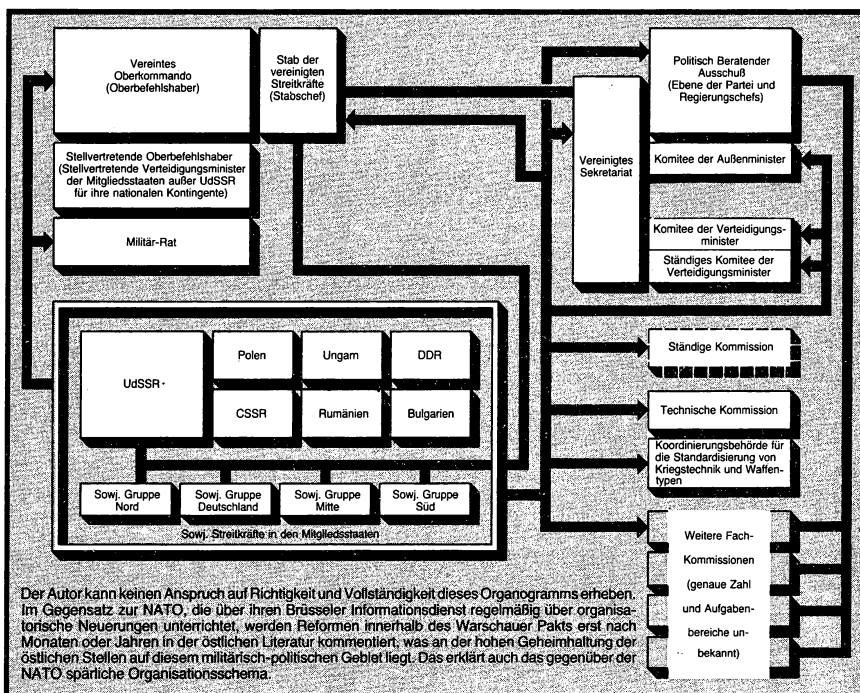 Vereintes
Oberkommando
(Oberbefehlshaber)
Stab der
vereinigten
Streitkräfte
(Stabschef)
Stellvertretende Oberbefehlshaber
(Stellvertretende Verteidigungsminister
der Mitgliedsstaaten außer UdSSR
für ihre nationalen Kontingente)
Militär-Rat
Politisch Beratender
Ausschuß
(Ebene der Partei und
Regierungschefs)
Vereinigtes
Sekretariat
Komitee der Außenminister
Komitee der Verteidigungs-
minister
Ständiges Komitee der
Verteidigungsminister
UdSSR
Polen
Ungarn
DDR
CSSR
Rumänien
Bulgarien
Sowj. Gruppe
Nord
Sowj. Gruppe
Deutschland
Sowj. Gruppe
Mitte
Sowj. Gruppe
Süd
Sowj. Streitkräfte in den Mitgliedsstaaten
Ständige Kommission
Technische Kommission
Koordinierungsbehörde für
die Standardisierung von
Kriegstechnik und Waffen-
typen
Weitere Fach-
Kommissionen
(genaue Zahl
und Aufgaben-
bereiche un-
bekannt)
Der Autor kann keinen Anspruch auf Richtigkeit und Vollständigkeit dieses Organogramms erheben.
Im Gegensatz zur NATO, die über ihren Brüsseler Informationsdienst regelmäßig über organisa-
torische Neuerungen unterrichtet, werden Reformen innerhalb des Warschauer Pakts erst nach
Monaten oder Jahren in der östlichen Literatur kommentiert, was an der hohen Geheimhaltung der
östlichen Stellen auf diesem militärisch-politischen Gebiet liegt. Das erklärt auch das gegenüber der
NATO spärliche Organisationsschema.